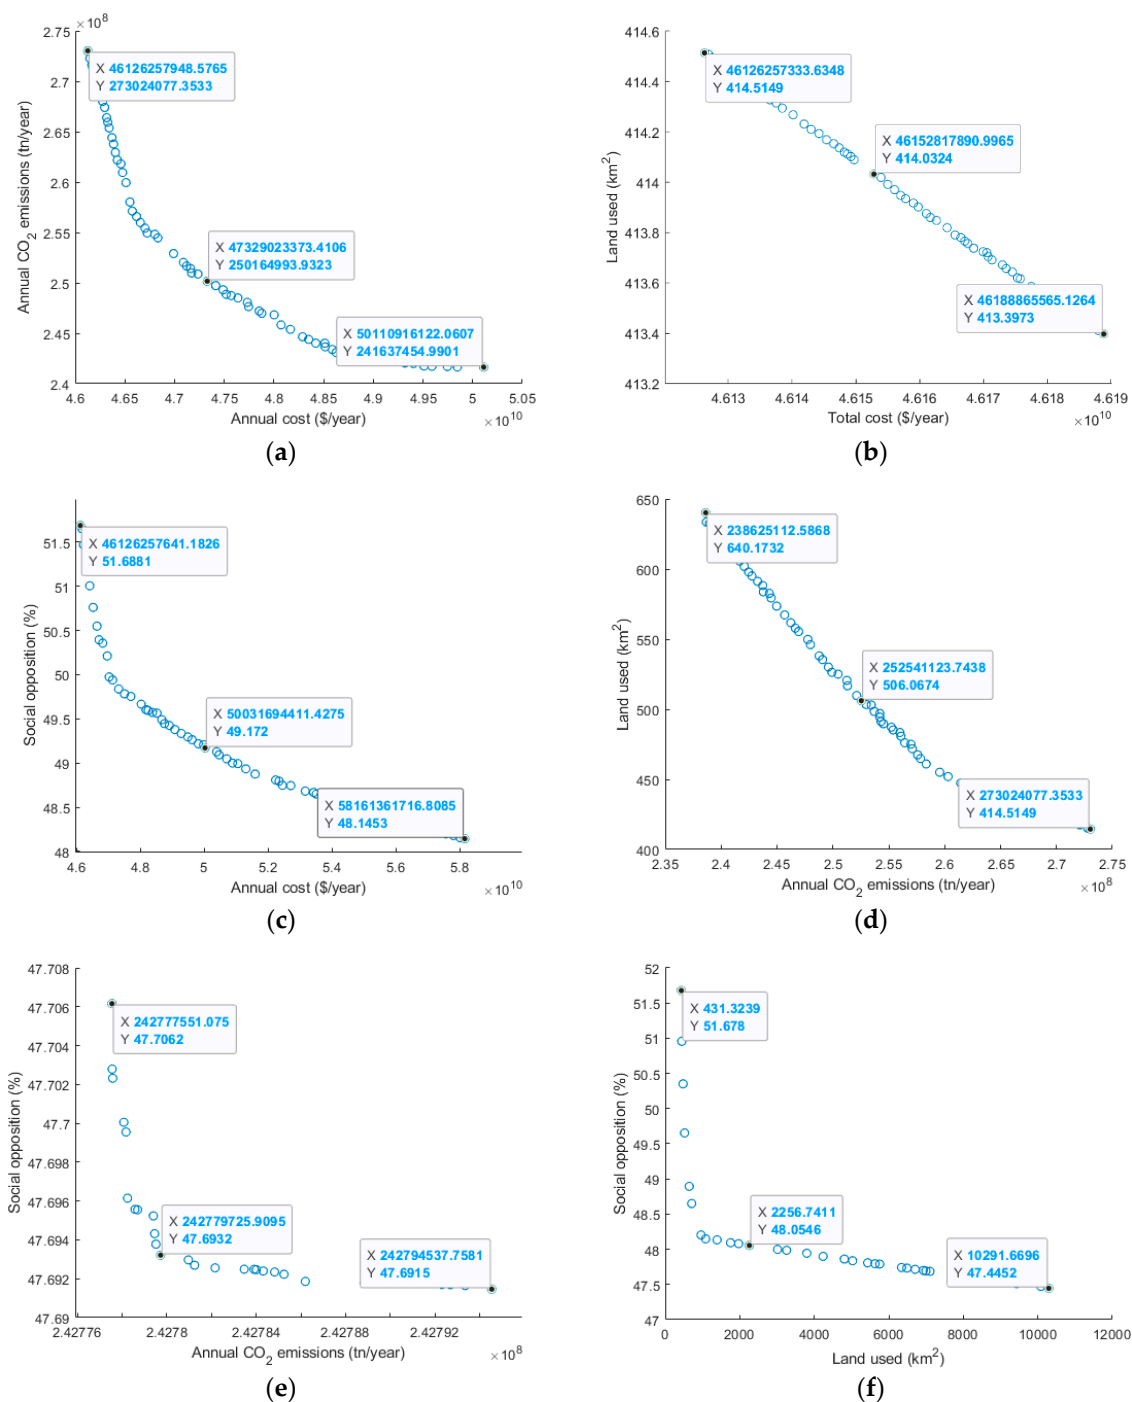 ×10^8
2.75
2.7
2.65
2.6
2.55
2.5
2.45
2.4
Annual CO2 emissions (tn/year)
X 46126257948.5765
Y 273024077.3533
X 47329023373.4106
Y 250164993.9323
X 50110916122.0607
Y 241637454.9901
4.6 4.65 4.7 4.75 4.8 4.85 4.9 4.95 5 5.05
Annual cost ($/year)
×10^10
(a)
414.6
414.4
414.2
414
413.8
413.6
413.4
413.2
Land used (km^2)
X 46126257333.6348
Y 414.5149
X 46152817890.9965
Y 414.0324
X 46188865565.1264
Y 413.3973
4.613 4.614 4.615 4.616 4.617 4.618 4.619
Total cost ($/year)
×10^10
(b)
51.5
51
50.5
50
49.5
49
48.5
48
Social opposition (%)
X 46126257641.1826
Y 51.6881
X 50031694411.4275
Y 49.172
X 58161361716.8085
Y 48.1453
4.6 4.8 5 5.2 5.4 5.6 5.8
Annual cost ($/year)
×10^10
(c)
650
600
550
500
450
400
Land used (km^2)
X 238625112.5868
Y 640.1732
X 252541123.7438
Y 506.0674
X 273024077.3533
Y 414.5149
2.35 2.4 2.45 2.5 2.55 2.6 2.65 2.7 2.75
Annual CO2 emissions (tn/year)
×10^8
(d)
47.708
47.706
47.704
47.702
47.7
47.698
47.696
47.694
47.692
47.69
Social opposition (%)
X 242777551.075
Y 47.7062
X 242779725.9095
Y 47.6932
X 242794537.7581
Y 47.6915
2.42776 2.4278 2.42784 2.42788 2.42792
Annual CO2 emissions (tn/year)
×10^8
(e)
52
51.5
51
50.5
50
49.5
49
48.5
48
47.5
47
Social opposition (%)
X 431.3239
Y 51.678
X 2256.7411
Y 48.0546
X 10291.6696
Y 47.4452
0 2000 4000 6000 8000 10000 12000
Land used (km^2)
(f)